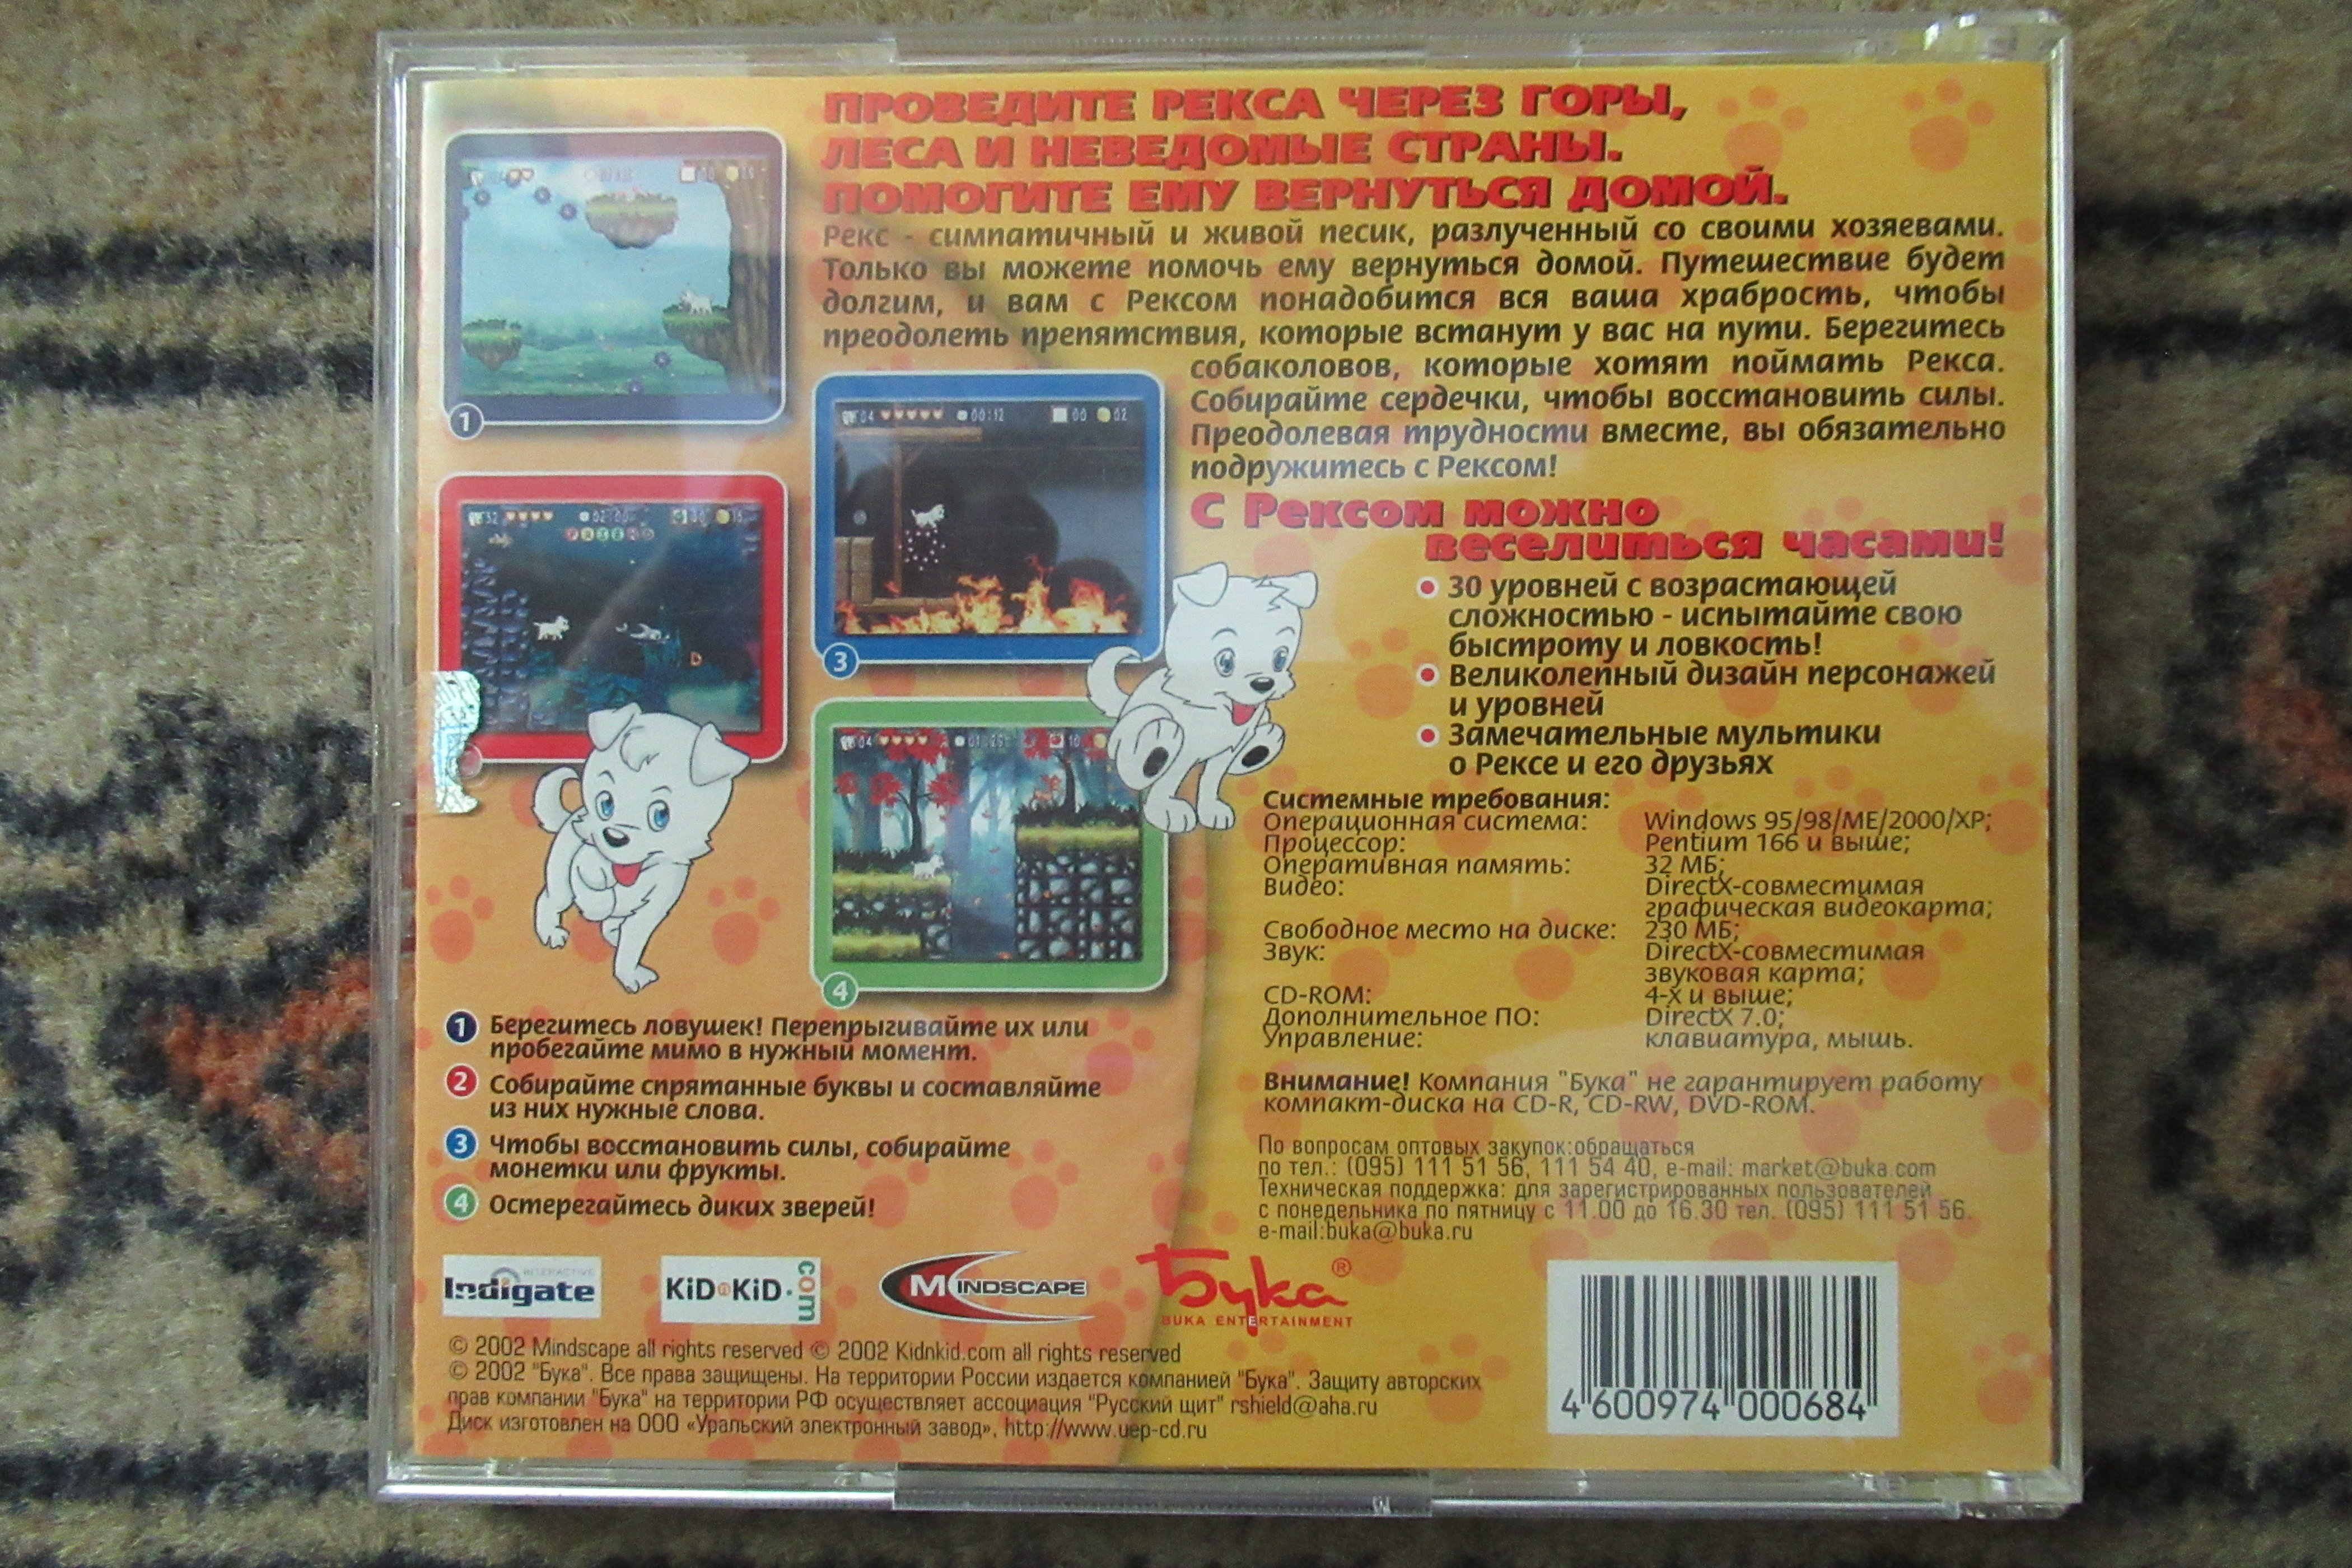 ПРОВЕДИТЕ РЕКСА ЧЕРЕЗ ГОРЫ,
ЛЕСА И НЕВЕДОМЫЕ СТРАНЫ.
ПОМОГИТЕ ЕМУ ВЕРНУТЬСЯ ДОМОЙ.
Рекс - симпатичный и живой песик, разлученный со своими хозяевами.
Только вы можете помочь ему вернуться домой. Путешествие будет
долгим, и вам с Рексом понадобится вся ваша храбрость, чтобы
преодолеть препятствия, которые встанут у вас на пути. Берегитесь
собаколовов, которые хотят поймать Рекса.
Собирайте сердечки, чтобы восстановить силы.
Преодолевая трудности вместе, вы обязательно
подружитесь с Рексом!
С Рексом можно
веселиться часами!
30 уровней с возрастающей
сложностью - испытайте свою
быстроту и ловкость!
Великолепный дизайн персонажей
и уровней
Замечательные мультики
о Рексе и его друзьях
1
3
04 00:12 00 02
4
Системные требования:
Операционная система: Windows 95/98/ME/2000/XP;
Процессор: Pentium 166 и выше;
Оперативная память: 32 МБ;
Видео: DirectX-совместимая
графическая видеокарта;
Свободное место на диске: 230 МБ;
Звук: DirectX-совместимая
звуковая карта;
CD-ROM: 4-х и выше;
Дополнительное ПО: DirectX 7.0;
Управление: клавиатура, мышь.
Внимание! Компания "Бука" не гарантирует работу
компакт-диска на CD-R, CD-RW, DVD-ROM.
По вопросам оптовых закупок:обращаться
по тел.: (095) 111 51 56, 111 54 40, e-mail: market@buka.com
Техническая поддержка: для зарегистрированных пользователей
с понедельника по пятницу с 11.00 до 16.30 тел. (095) 111 51 56.
e-mail:buka@buka.ru
1 Берегитесь ловушек! Перепрыгивайте их или
пробегайте мимо в нужный момент.
2 Собирайте спрятанные буквы и составляйте
из них нужные слова.
3 Чтобы восстановить силы, собирайте
монетки или фрукты.
4 Остерегайтесь диких зверей!
Indigate INTERACTIVE
KiD@KiD.com
MINDSCAPE
Бука ®
BUKA ENTERTAINMENT
© 2002 Mindscape all rights reserved © 2002 Kidnkid.com all rights reserved
© 2002 "Бука". Все права защищены. На территории России издается компанией "Бука". Защиту авторских
прав компании "Бука" на территории РФ осуществляет ассоциация "Русский щит" rshield@aha.ru
Диск изготовлен на ООО «Уральский электронный завод», http://www.uep-cd.ru
4 600974 000684